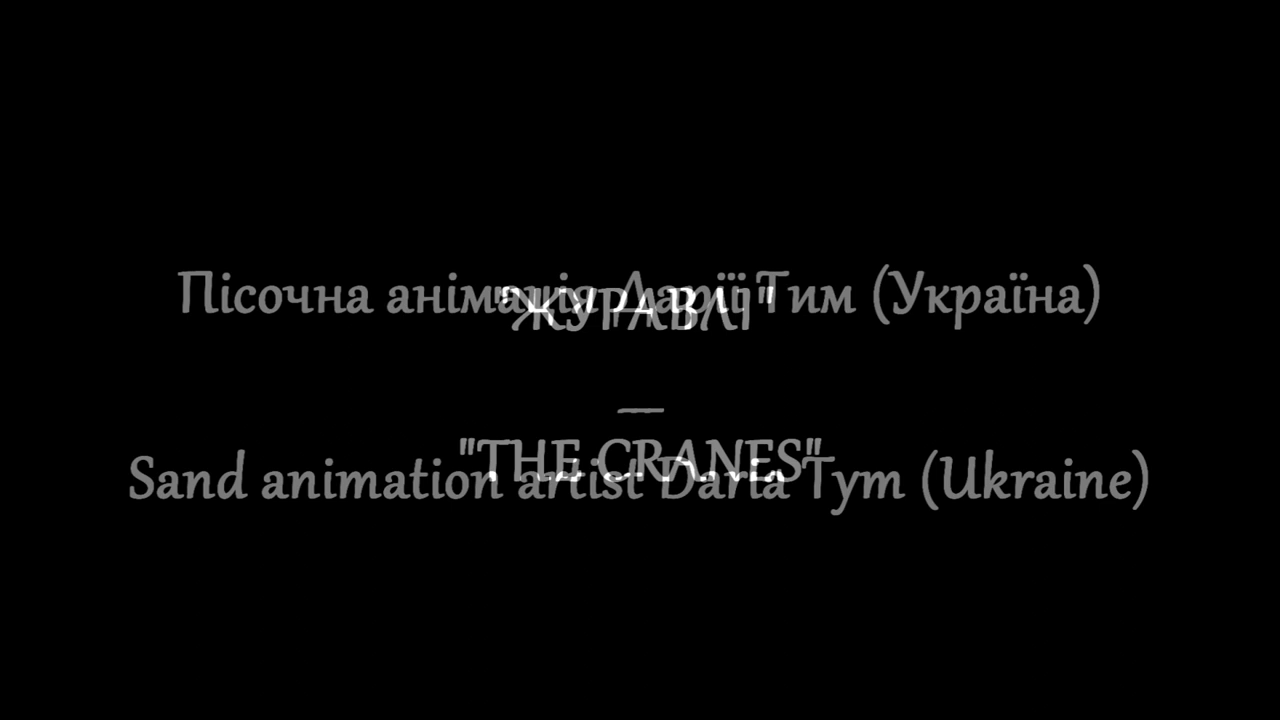 Пісочна анімація Дарії Тим (Україна)
"ЖУРАВЛІ"
—
"THE CRANES"
Sand animation artist Daria Tym (Ukraine)